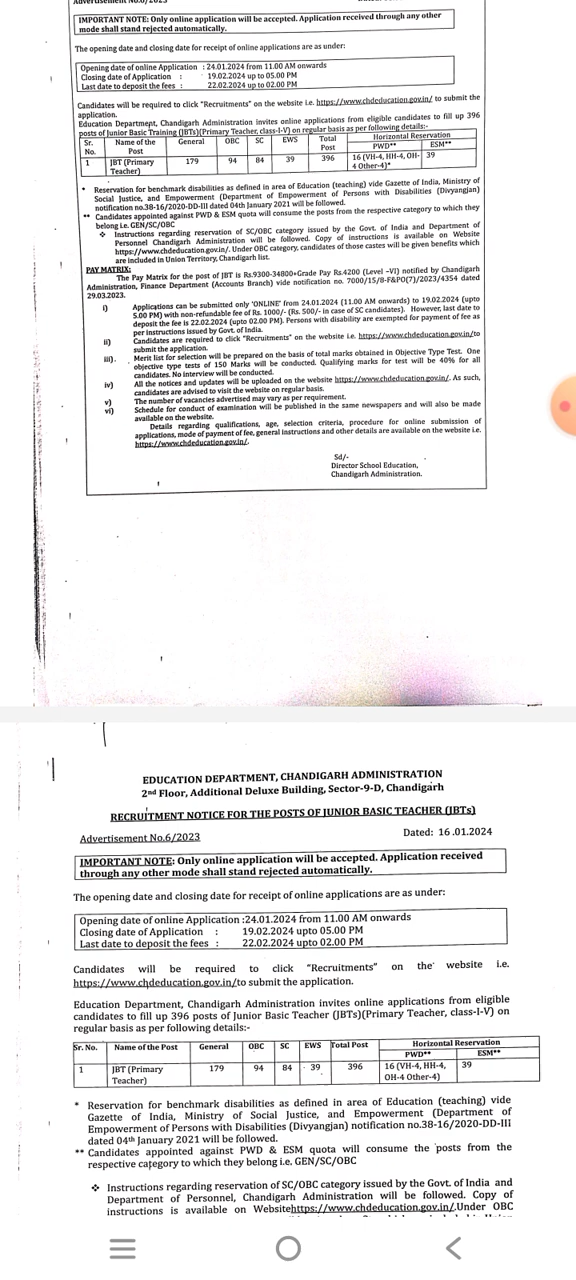 Advertisement No.6/2023
IMPORTANT NOTE: Only online application will be accepted. Application received through any other
mode shall stand rejected automatically.
The opening date and closing date for receipt of online applications are as under:
Opening date of online Application : 24.01.2024 from 11.00 AM onwards
Closing date of Application : 19.02.2024 up to 05.00 PM
Last date to deposit the fees : 22.02.2024 up to 02.00 PM
Candidates will be required to click "Recruitments" on the website i.e. https://www.chdeducation.gov.in/ to submit the
application.
Education Department, Chandigarh Administration invites online applications from eligible candidates to fill up 396
posts of Junior Basic Training (JBTs)(Primary Teacher, class-I-V) on regular basis as per following details:-
Sr. No. Name of the Post General OBC SC EWS Total Post Horizontal Reservation
PWD** ESM**
1 JBT (Primary Teacher) 179 94 84 39 396 16 (VH-4, HH-4, OH-4 Other-4)* 39
* Reservation for benchmark disabilities as defined in area of Education (teaching) vide Gazette of India, Ministry of
Social Justice, and Empowerment (Department of Empowerment of Persons with Disabilities (Divyangjan)
notification no.38-16/2020-DD-III dated 04th January 2021 will be followed.
** Candidates appointed against PWD & ESM quota will consume the posts from the respective category to which they
belong i.e. GEN/SC/OBC
❖ Instructions regarding reservation of SC/OBC category issued by the Govt. of India and Department of
Personnel Chandigarh Administration will be followed. Copy of instructions is available on Website
https://www.chdeducation.gov.in/. Under OBC category, candidates of those castes will be given benefits which
are included in Union Territory, Chandigarh list.
PAY MATRIX:
The Pay Matrix for the post of JBT is Rs.9300-34800+Grade Pay Rs.4200 (Level -VI) notified by Chandigarh
Administration, Finance Department (Accounts Branch) vide notification no. 7000/15/8-F&PO(7)/2023/4354 dated
29.03.2023.
i) Applications can be submitted only 'ONLINE' from 24.01.2024 (11.00 AM onwards) to 19.02.2024 (upto
5.00 PM) with non-refundable fee of Rs. 1000/- (Rs. 500/- in case of SC candidates). However, last date to
deposit the fee is 22.02.2024 (upto 02.00 PM). Persons with disability are exempted for payment of fee as
per instructions issued by Govt. of India.
ii) Candidates are required to click "Recruitments" on the website i.e. https://www.chdeducation.gov.in/to
submit the application.
iii). Merit list for selection will be prepared on the basis of total marks obtained in Objective Type Test. One
objective type tests of 150 Marks will be conducted. Qualifying marks for test will be 40% for all
candidates. No interview will be conducted.
iv) All the notices and updates will be uploaded on the website https://www.chdeducation.gov.in/. As such,
candidates are advised to visit the website on regular basis.
v) The number of vacancies advertised may vary as per requirement.
vi) Schedule for conduct of examination will be published in the same newspapers and will also be made
available on the website.
Details regarding qualifications, age, selection criteria, procedure for online submission of
applications, mode of payment of fee, general instructions and other details are available on the website i.e.
https://www.chdeducation.gov.in/.
Sd/-
Director School Education,
Chandigarh Administration.
EDUCATION DEPARTMENT, CHANDIGARH ADMINISTRATION
2nd Floor, Additional Deluxe Building, Sector-9-D, Chandigarh
RECRUITMENT NOTICE FOR THE POSTS OF JUNIOR BASIC TEACHER (JBTs)
Advertisement No.6/2023 Dated: 16 .01.2024
IMPORTANT NOTE: Only online application will be accepted. Application received
through any other mode shall stand rejected automatically.
The opening date and closing date for receipt of online applications are as under:
Opening date of online Application :24.01.2024 from 11.00 AM onwards
Closing date of Application : 19.02.2024 upto 05.00 PM
Last date to deposit the fees : 22.02.2024 upto 02.00 PM
Candidates will be required to click "Recruitments" on the website i.e.
https://www.chdeducation.gov.in/to submit the application.
Education Department, Chandigarh Administration invites online applications from eligible
candidates to fill up 396 posts of Junior Basic Teacher (JBTs)(Primary Teacher, class-I-V) on
regular basis as per following details:-
Sr. No. Name of the Post General OBC SC EWS Total Post Horizontal Reservation
PWD** ESM**
1 JBT (Primary Teacher) 179 94 84 39 396 16 (VH-4, HH-4, OH-4 Other-4) 39
* Reservation for benchmark disabilities as defined in area of Education (teaching) vide
Gazette of India, Ministry of Social Justice, and Empowerment (Department of
Empowerment of Persons with Disabilities (Divyangjan) notification no.38-16/2020-DD-III
dated 04th January 2021 will be followed.
** Candidates appointed against PWD & ESM quota will consume the posts from the
respective category to which they belong i.e. GEN/SC/OBC
❖ Instructions regarding reservation of SC/OBC category issued by the Govt. of India and
Department of Personnel, Chandigarh Administration will be followed. Copy of
instructions is available on Websitehttps://www.chdeducation.gov.in/.Under OBC